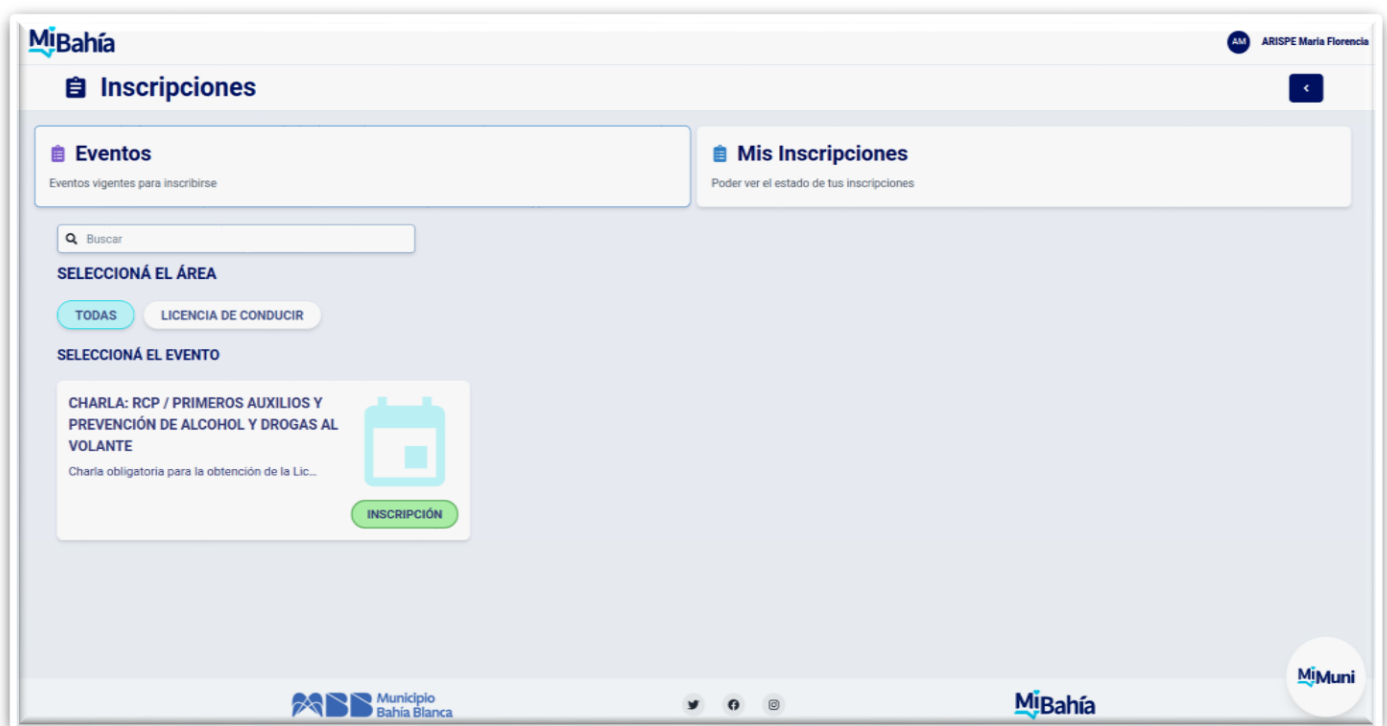 MiBahía
AM ARISPE Maria Florencia
Inscripciones
Eventos
Eventos vigentes para inscribirse
Mis Inscripciones
Poder ver el estado de tus inscripciones
Buscar
SELECCIONÁ EL ÁREA
TODAS LICENCIA DE CONDUCIR
SELECCIONÁ EL EVENTO
CHARLA: RCP / PRIMEROS AUXILIOS Y
PREVENCIÓN DE ALCOHOL Y DROGAS AL
VOLANTE
Charla obligatoria para la obtención de la Lic...
INSCRIPCIÓN
MiMuni
Municipio
Bahía Blanca
MiBahía